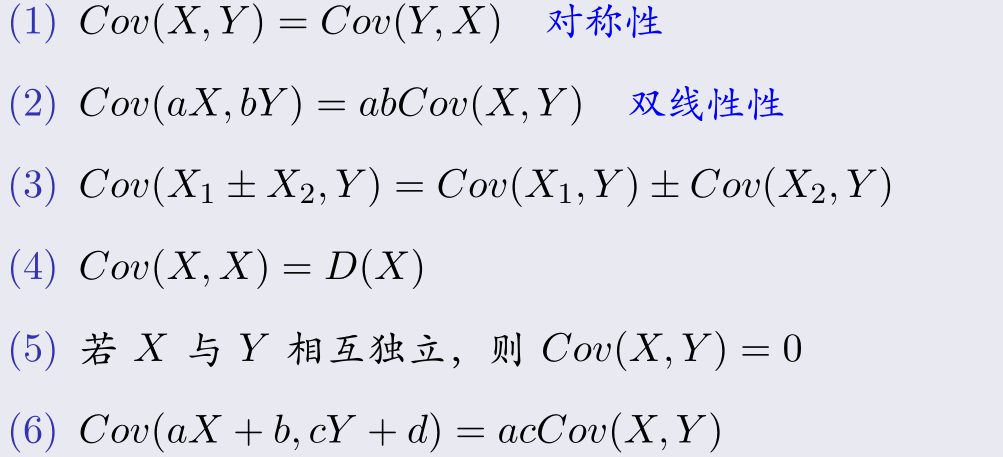 (1) Cov(X, Y) = Cov(Y, X) 对称性
(2) Cov(aX, bY) = abCov(X, Y) 双线性性
(3) Cov(X₁ ± X₂, Y) = Cov(X₁, Y) ± Cov(X₂, Y)
(4) Cov(X, X) = D(X)
(5) 若 X 与 Y 相互独立, 则 Cov(X, Y) = 0
(6) Cov(aX + b, cY + d) = acCov(X, Y)